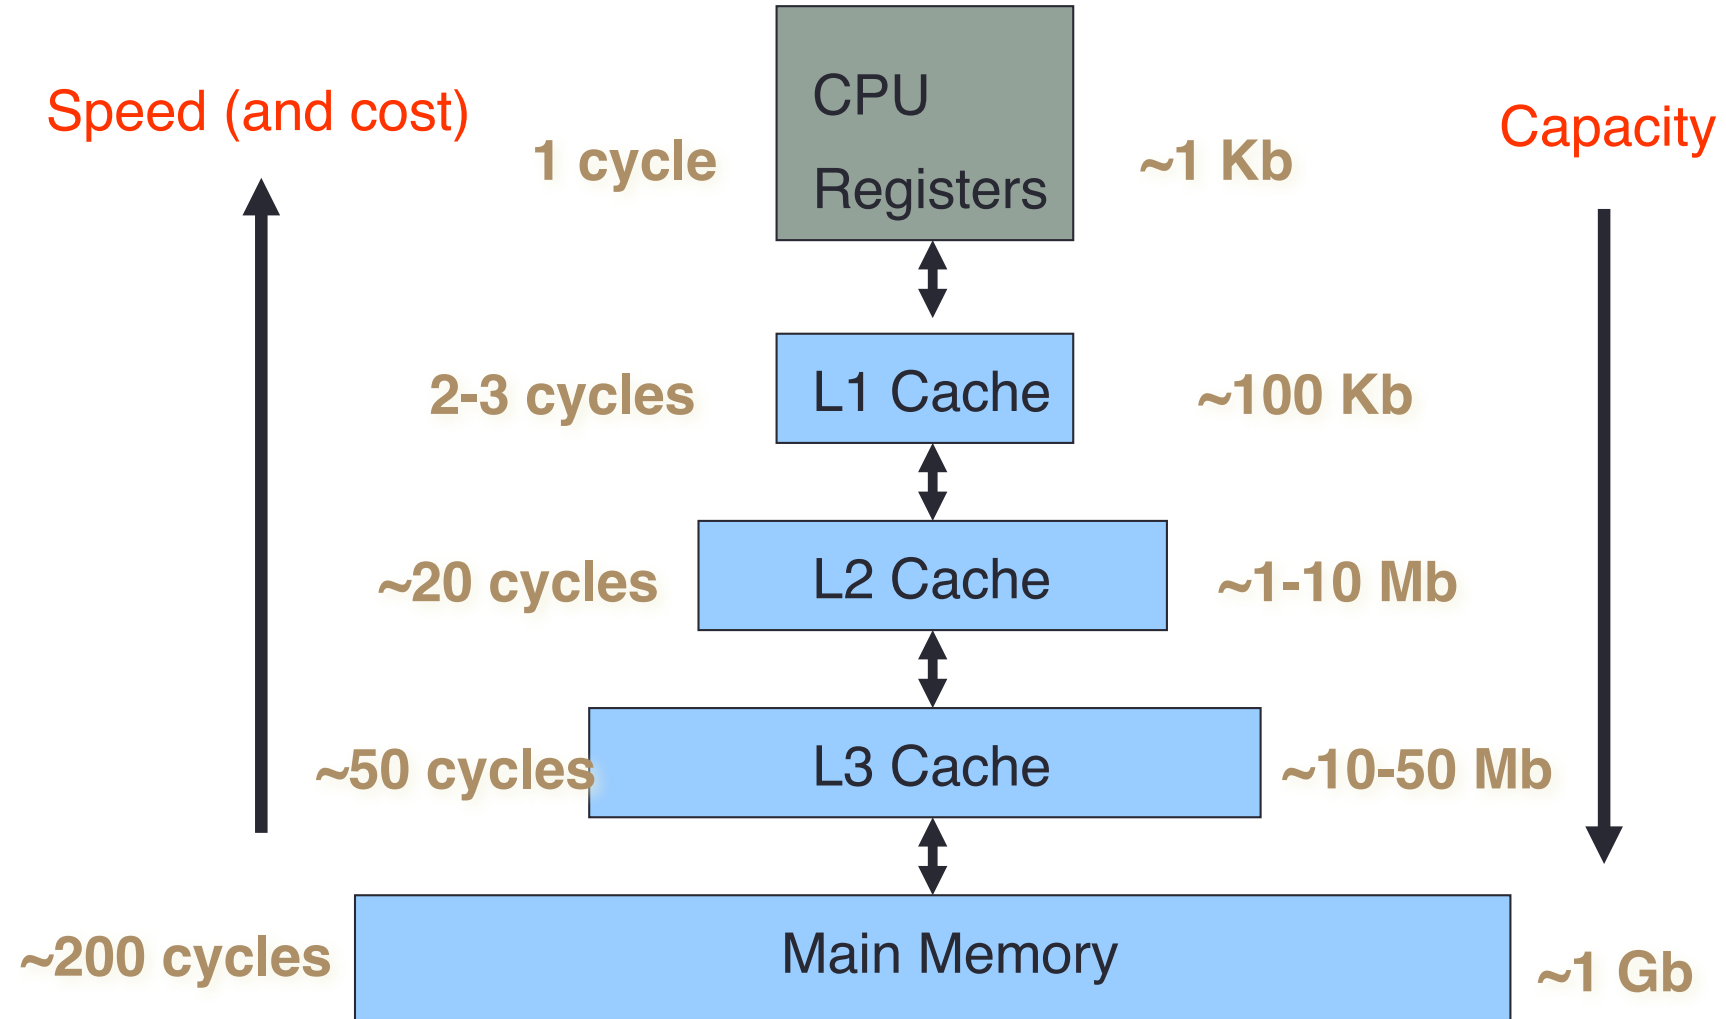 Speed (and cost)
Capacity
1 cycle
CPU
Registers
~1 Kb
2-3 cycles
L1 Cache
~100 Kb
~20 cycles
L2 Cache
~1-10 Mb
~50 cycles
L3 Cache
~10-50 Mb
~200 cycles
Main Memory
~1 Gb